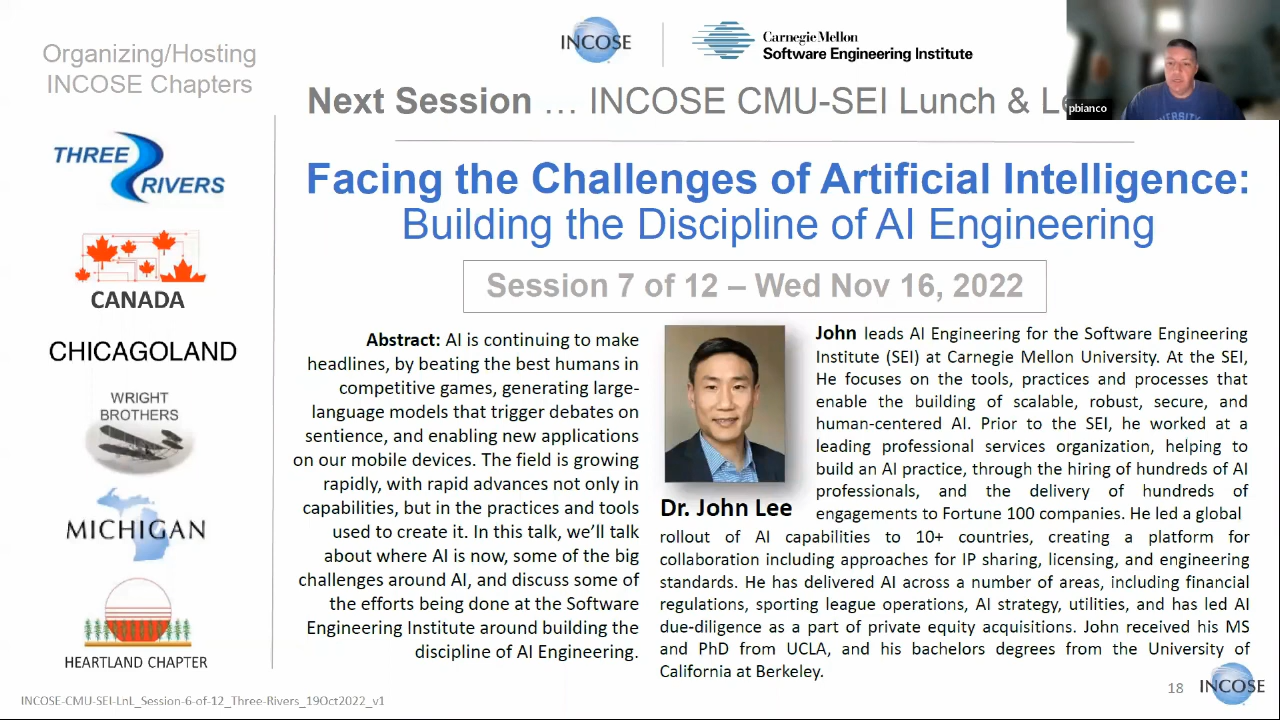 Organizing/Hosting
INCOSE Chapters
THREE
RIVERS
CANADA
CHICAGOLAND
WRIGHT
BROTHERS
MICHIGAN
HEARTLAND CHAPTER
INCOSE
Carnegie Mellon
Software Engineering Institute
Next Session … INCOSE CMU-SEI Lunch &
pbianco
Facing the Challenges of Artificial Intelligence:
Building the Discipline of AI Engineering
Session 7 of 12 – Wed Nov 16, 2022
Abstract: AI is continuing to make
headlines, by beating the best humans in
competitive games, generating large-
language models that trigger debates on
sentience, and enabling new applications
on our mobile devices. The field is growing
rapidly, with rapid advances not only in
capabilities, but in the practices and tools
used to create it. In this talk, we’ll talk
about where AI is now, some of the big
challenges around AI, and discuss some of
the efforts being done at the Software
Engineering Institute around building the
discipline of AI Engineering.
Dr. John Lee
John leads AI Engineering for the Software Engineering
Institute (SEI) at Carnegie Mellon University. At the SEI,
He focuses on the tools, practices and processes that
enable the building of scalable, robust, secure, and
human-centered AI. Prior to the SEI, he worked at a
leading professional services organization, helping to
build an AI practice, through the hiring of hundreds of AI
professionals, and the delivery of hundreds of
engagements to Fortune 100 companies. He led a global
rollout of AI capabilities to 10+ countries, creating a platform for
collaboration including approaches for IP sharing, licensing, and engineering
standards. He has delivered AI across a number of areas, including financial
regulations, sporting league operations, AI strategy, utilities, and has led AI
due-diligence as a part of private equity acquisitions. John received his MS
and PhD from UCLA, and his bachelors degrees from the University of
California at Berkeley.
INCOSE-CMU-SEI-LnL_Session-6-of-12_Three-Rivers_19Oct2022_v1
18
INCOSE